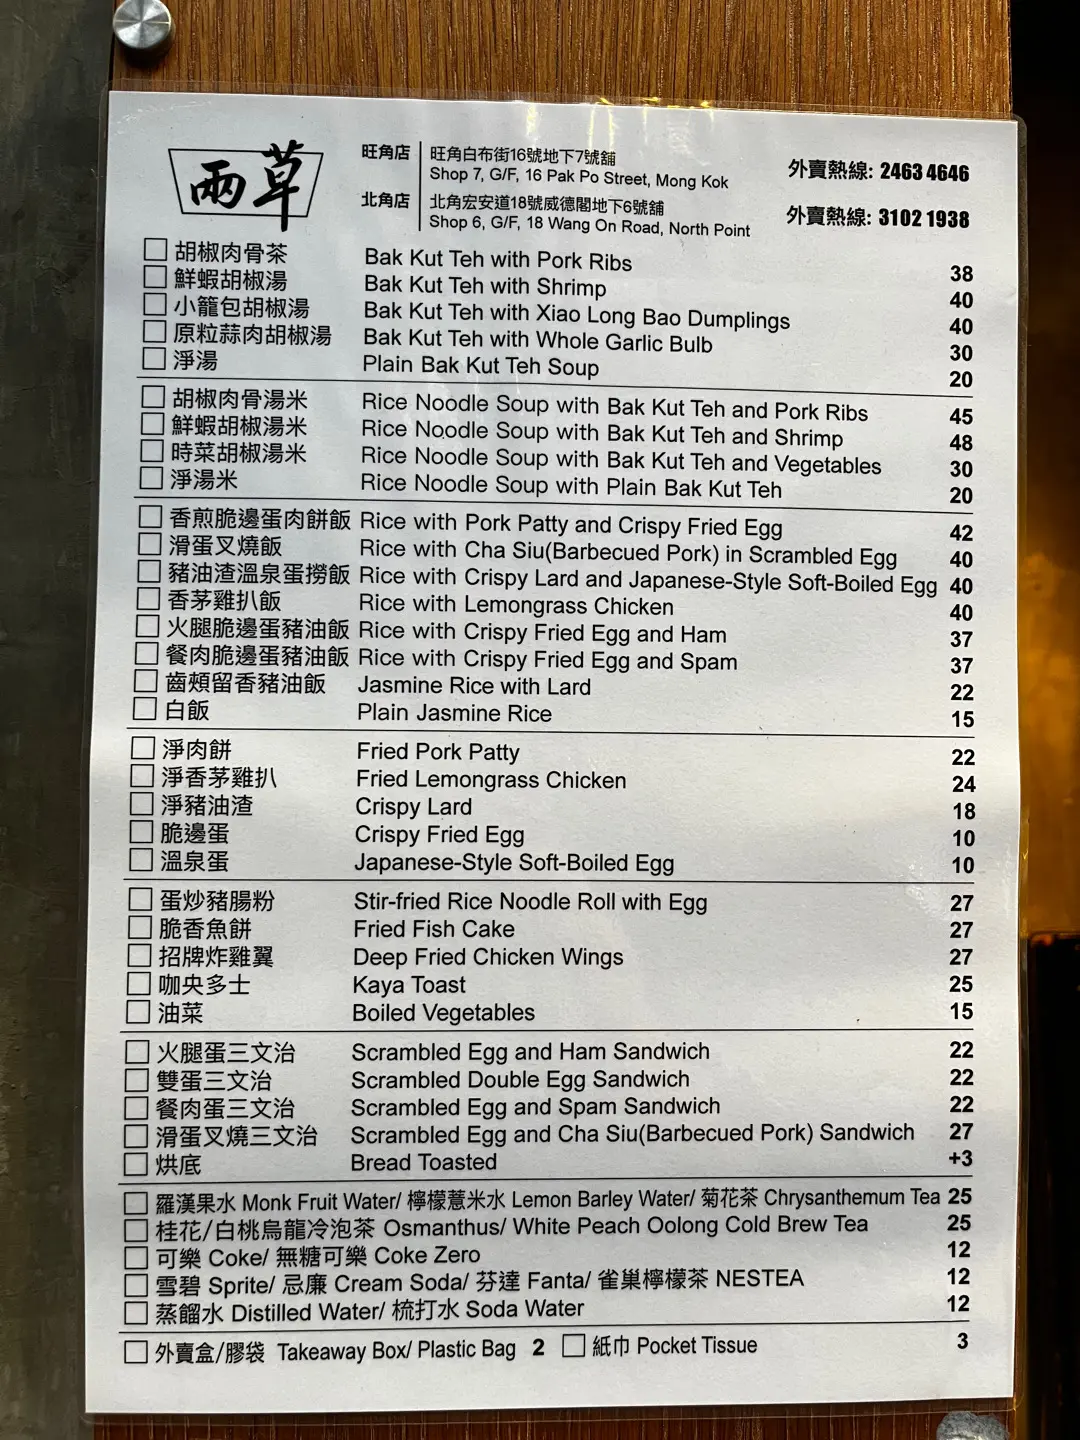 兩草
旺角店 旺角白布街16號地下7號舖 外賣熱線: 2463 4646
Shop 7, G/F, 16 Pak Po Street, Mong Kok
北角店 北角宏安道18號威德閣地下6號舖 外賣熱線: 3102 1938
Shop 6, G/F, 18 Wang On Road, North Point
胡椒肉骨茶 Bak Kut Teh with Pork Ribs 38
鮮蝦胡椒湯 Bak Kut Teh with Shrimp 40
小籠包胡椒湯 Bak Kut Teh with Xiao Long Bao Dumplings 40
原粒蒜肉胡椒湯 Bak Kut Teh with Whole Garlic Bulb 30
淨湯 Plain Bak Kut Teh Soup 20
胡椒肉骨湯米 Rice Noodle Soup with Bak Kut Teh and Pork Ribs 45
鮮蝦胡椒湯米 Rice Noodle Soup with Bak Kut Teh and Shrimp 48
時菜胡椒湯米 Rice Noodle Soup with Bak Kut Teh and Vegetables 30
淨湯米 Rice Noodle Soup with Plain Bak Kut Teh 20
香煎脆邊蛋肉餅飯 Rice with Pork Patty and Crispy Fried Egg 42
滑蛋叉燒飯 Rice with Cha Siu(Barbecued Pork) in Scrambled Egg 40
豬油渣溫泉蛋撈飯 Rice with Crispy Lard and Japanese-Style Soft-Boiled Egg 40
香茅雞扒飯 Rice with Lemongrass Chicken 40
火腿脆邊蛋豬油飯 Rice with Crispy Fried Egg and Ham 37
餐肉脆邊蛋豬油飯 Rice with Crispy Fried Egg and Spam 37
齒頰留香豬油飯 Jasmine Rice with Lard 22
白飯 Plain Jasmine Rice 15
淨肉餅 Fried Pork Patty 22
淨香茅雞扒 Fried Lemongrass Chicken 24
淨豬油渣 Crispy Lard 18
脆邊蛋 Crispy Fried Egg 10
溫泉蛋 Japanese-Style Soft-Boiled Egg 10
蛋炒豬腸粉 Stir-fried Rice Noodle Roll with Egg 27
脆香魚餅 Fried Fish Cake 27
招牌炸雞翼 Deep Fried Chicken Wings 27
咖央多士 Kaya Toast 25
油菜 Boiled Vegetables 15
火腿蛋三文治 Scrambled Egg and Ham Sandwich 22
雙蛋三文治 Scrambled Double Egg Sandwich 22
餐肉蛋三文治 Scrambled Egg and Spam Sandwich 22
滑蛋叉燒三文治 Scrambled Egg and Cha Siu(Barbecued Pork) Sandwich 27
烘底 Bread Toasted +3
羅漢果水 Monk Fruit Water/ 檸檬薏米水 Lemon Barley Water/ 菊花茶 Chrysanthemum Tea 25
桂花/白桃烏龍冷泡茶 Osmanthus/ White Peach Oolong Cold Brew Tea 25
可樂 Coke/ 無糖可樂 Coke Zero 12
雪碧 Sprite/ 忌廉 Cream Soda/ 芬達 Fanta/ 雀巢檸檬茶 NESTEA 12
蒸餾水 Distilled Water/ 梳打水 Soda Water 12
外賣盒/膠袋 Takeaway Box/ Plastic Bag 2 紙巾 Pocket Tissue 3